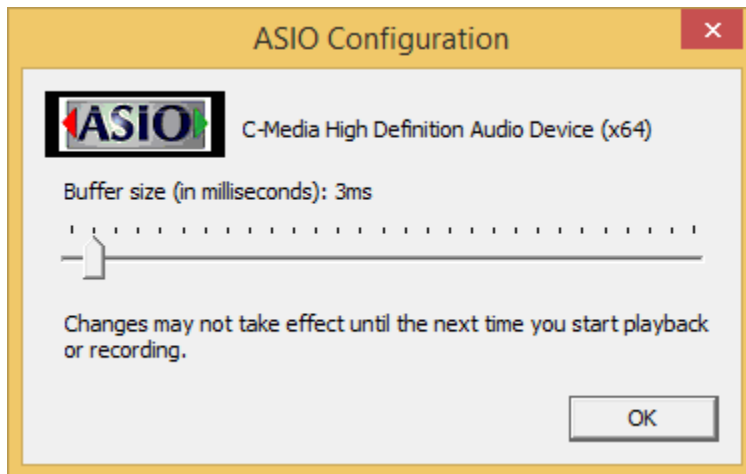 ASIO Configuration
ASIO
C-Media High Definition Audio Device (x64)
Buffer size (in milliseconds): 3ms
Changes may not take effect until the next time you start playback
or recording.
OK